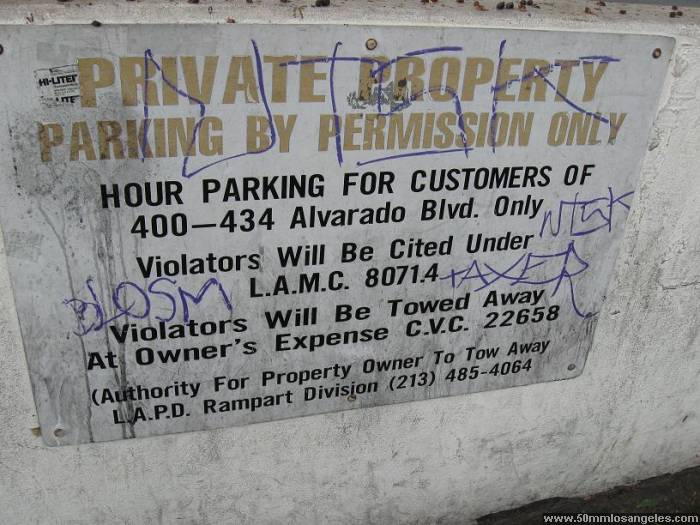 HI-LITER
PRIVATE PROPERTY
PARKING BY PERMISSION ONLY
HOUR PARKING FOR CUSTOMERS OF
400–434 Alvarado Blvd. Only
Violators Will Be Cited Under
L.A.M.C. 80714
TAXER
Violators Will Be Towed Away
At Owner's Expense C.V.C. 22658
(Authority For Property Owner To Tow Away
L.A.P.D. Rampart Division (213) 485-4064
www.50mmlosangeles.com